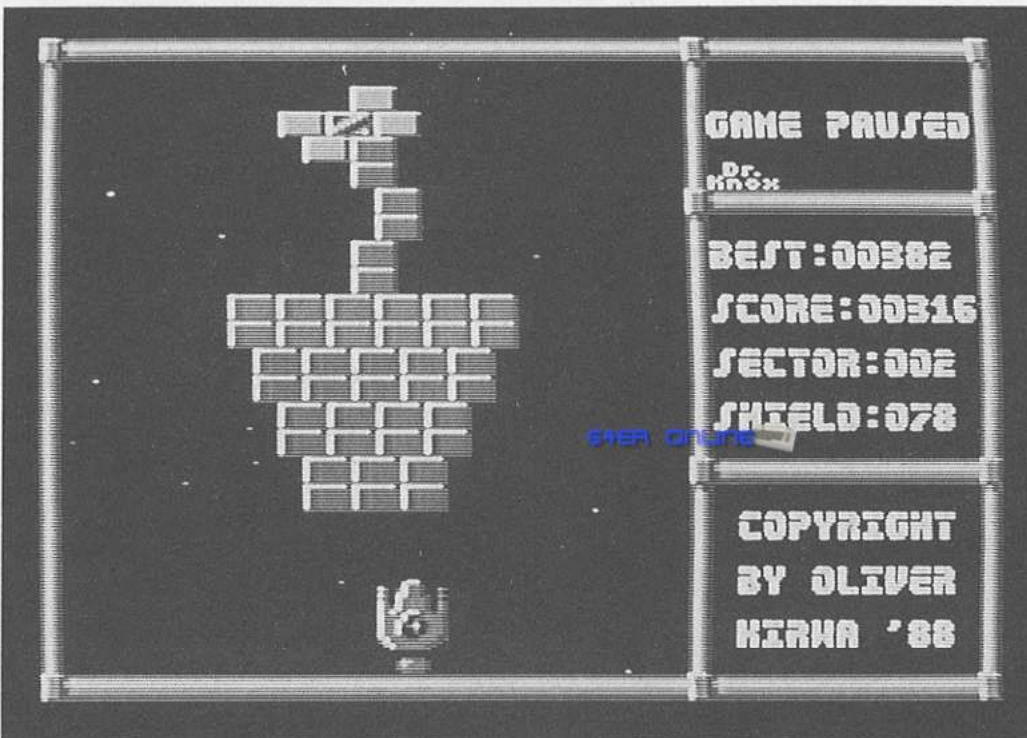 GAME PAUSED
Dr.
Knox
BEST:00382
SCORE:00316
SECTOR:002
SHIELD:078
64ER ONLINE
COPYRIGHT
BY OLIVER
KIRWA '88